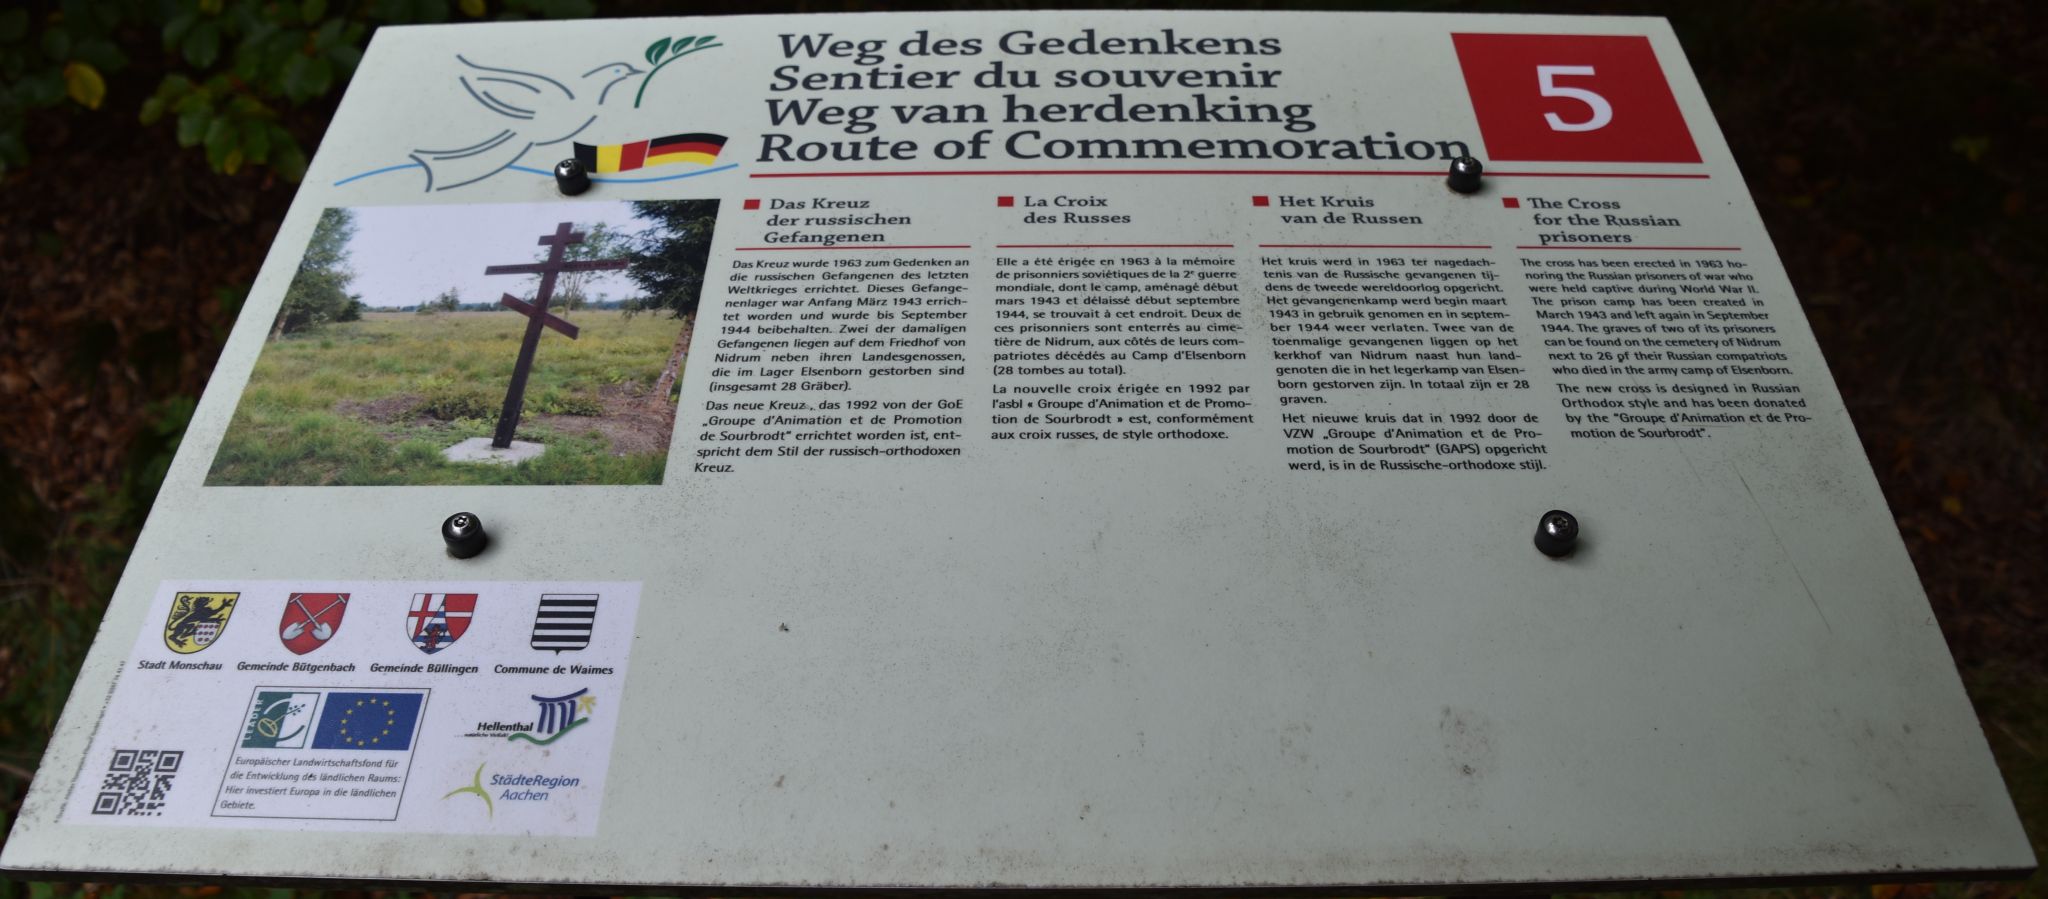 Weg des Gedenkens
Sentier du souvenir
Weg van herdenking
Route of Commemoration
5
Das Kreuz
der russischen
Gefangenen
Das Kreuz wurde 1963 zum Gedenken an
die russischen Gefangenen des letzten
Weltkrieges errichtet. Dieses Gefange-
nenlager war Anfang März 1943 errich-
tet worden und wurde bis September
1944 beibehalten. Zwei der damaligen
Gefangenen liegen auf dem Friedhof von
Nidrum neben ihren Landesgenossen,
die im Lager Elsenborn gestorben sind
(insgesamt 28 Gräber).
Das neue Kreuz, das 1992 von der GoE
„Groupe d'Animation et de Promotion
de Sourbrodt" errichtet worden ist, ent-
spricht dem Stil der russisch-orthodoxen
Kreuz.
La Croix
des Russes
Elle a été érigée en 1963 à la mémoire
de prisonniers soviétiques de la 2e guerre
mondiale, dont le camp, aménagé début
mars 1943 et délaissé début septembre
1944, se trouvait à cet endroit. Deux de
ces prisonniers sont enterrés au cime-
tière de Nidrum, aux côtés de leurs com-
patriotes décédés au Camp d'Elsenborn
(28 tombes au total).
La nouvelle croix érigée en 1992 par
l'asbl « Groupe d'Animation et de Promo-
tion de Sourbrodt » est, conformément
aux croix russes, de style orthodoxe.
Het Kruis
van de Russen
Het kruis werd in 1963 ter nagedach-
tenis van de Russische gevangenen tij-
dens de tweede wereldoorlog opgericht.
Het gevangenenkamp werd begin maart
1943 in gebruik genomen en in septem-
ber 1944 weer verlaten. Twee van de
toenmalige gevangenen liggen op het
kerkhof van Nidrum naast hun land-
genoten die in het legerkamp van Elsen-
born gestorven zijn. In totaal zijn er 28
graven.
Het nieuwe kruis dat in 1992 door de
VZW „Groupe d'Animation et de Pro-
motion de Sourbrodt" (GAPS) opgericht
werd, is in de Russische-orthodoxe stijl.
The Cross
for the Russian
prisoners
The cross has been erected in 1963 ho-
noring the Russian prisoners of war who
were held captive during World War II.
The prison camp has been created in
March 1943 and left again in September
1944. The graves of two of its prisoners
can be found on the cemetery of Nidrum
next to 26 of their Russian compatriots
who died in the army camp of Elsenborn.
The new cross is designed in Russian
Orthodox style and has been donated
by the "Groupe d'Animation et de Pro-
motion de Sourbrodt".
Stadt Monschau
Gemeinde Bütgenbach
Gemeinde Büllingen
Commune de Waimes
LEADER
Europäischer Landwirtschaftsfond für
die Entwicklung des ländlichen Raums:
Hier investiert Europa in die ländlichen
Gebiete.
Hellenthal
natürliche Vielfalt
StädteRegion
Aachen